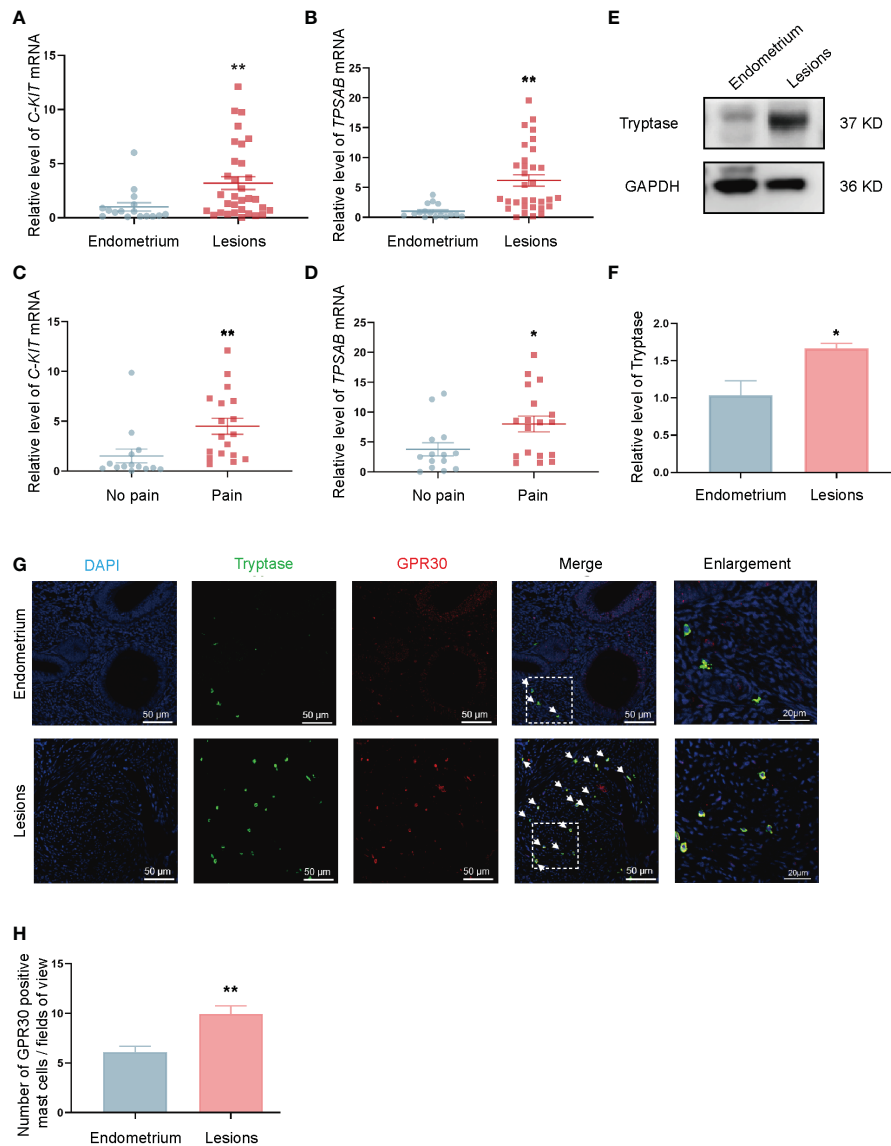 A
Relative level of C-KIT mRNA
15
10
5
0
**
Endometrium Lesions
B
Relative level of TPSAB mRNA
25
20
15
10
5
0
**
Endometrium Lesions
E
Endometrium Lesions
Tryptase 37 KD
GAPDH 36 KD
C
Relative level of C-KIT mRNA
15
10
5
0
**
No pain Pain
D
Relative level of TPSAB mRNA
25
20
15
10
5
0
*
No pain Pain
F
Relative level of Tryptase
2.0
1.5
1.0
0.5
0.0
*
Endometrium Lesions
G
DAPI Tryptase GPR30 Merge Enlargement
Endometrium
50 μm 50 μm 50 μm 50 μm 20μm
Lesions
50 μm 50 μm 50 μm 50 μm 20μm
H
Number of GPR30 positive
mast cells / fields of view
15
10
5
0
**
Endometrium Lesions